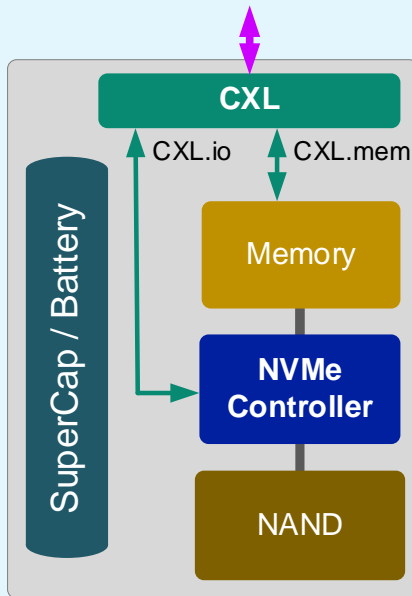 CXL
CXL.io
CXL.mem
SuperCap / Battery
Memory
NVMe
Controller
NAND